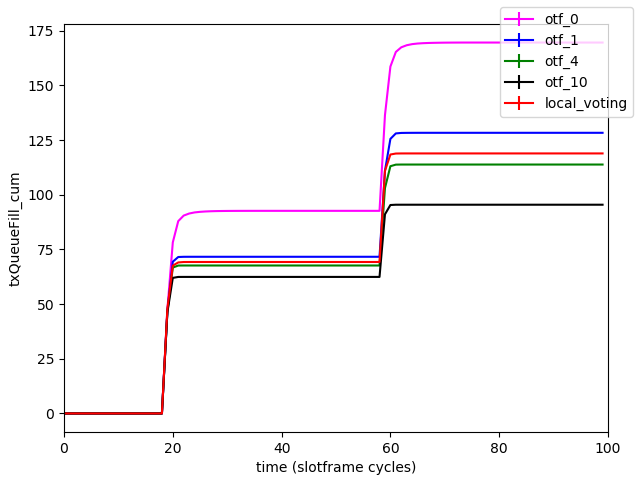 otf_0
otf_1
otf_4
otf_10
local_voting
175
150
125
100
75
50
25
0
txQueueFill_cum
0 20 40 60 80 100
time (slotframe cycles)